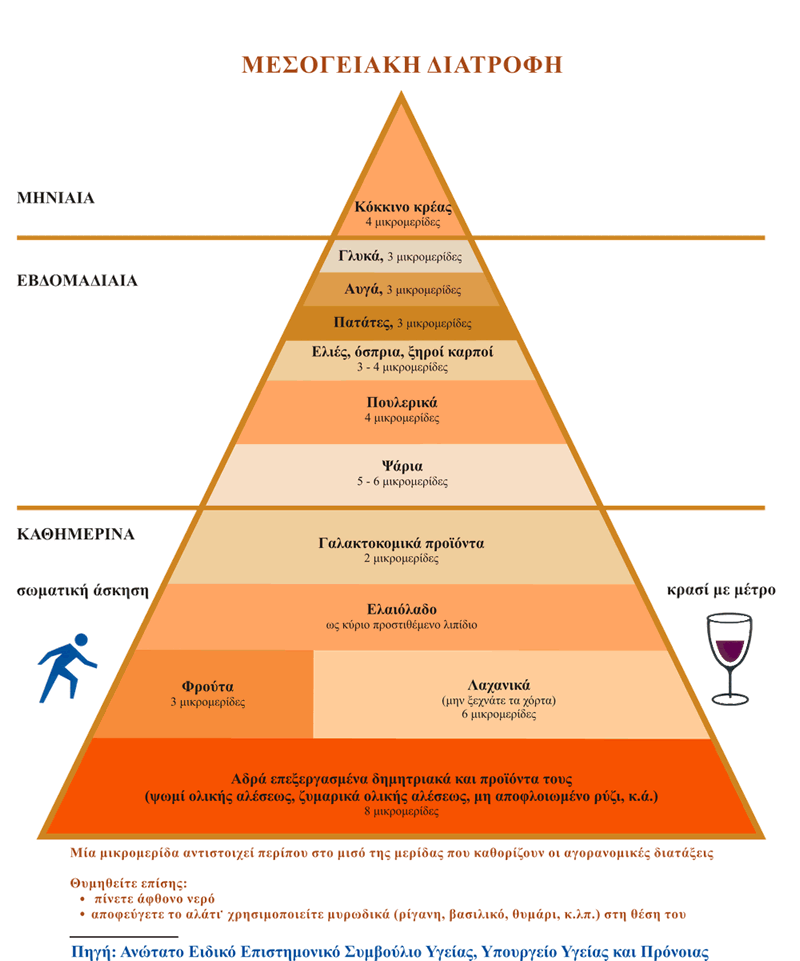 ΜΕΣΟΓΕΙΑΚΗ ΔΙΑΤΡΟΦΗ
ΜΗΝΙΑΙΑ
Κόκκινο κρέας
4 μικρομερίδες
ΕΒΔΟΜΑΔΙΑΙΑ
Γλυκά, 3 μικρομερίδες
Αυγά, 3 μικρομερίδες
Πατάτες, 3 μικρομερίδες
Ελιές, όσπρια, ξηροί καρποί
3 - 4 μικρομερίδες
Πουλερικά
4 μικρομερίδες
Ψάρια
5 - 6 μικρομερίδες
ΚΑΘΗΜΕΡΙΝΑ
Γαλακτοκομικά προϊόντα
2 μικρομερίδες
σωματική άσκηση
κρασί με μέτρο
Ελαιόλαδο
ως κύριο προστιθέμενο λιπίδιο
Φρούτα
3 μικρομερίδες
Λαχανικά
(μην ξεχνάτε τα χόρτα)
6 μικρομερίδες
Αδρά επεξεργασμένα δημητριακά και προϊόντα τους
(ψωμί ολικής αλέσεως, ζυμαρικά ολικής αλέσεως, μη αποφλοιωμένο ρύζι, κ.ά.)
8 μικρομερίδες
Μία μικρομερίδα αντιστοιχεί περίπου στο μισό της μερίδας που καθορίζουν οι αγορανομικές διατάξεις
Θυμηθείτε επίσης:
• πίνετε άφθονο νερό
• αποφεύγετε το αλάτι· χρησιμοποιείτε μυρωδικά (ρίγανη, βασιλικό, θυμάρι, κ.λπ.) στη θέση του
Πηγή: Ανώτατο Ειδικό Επιστημονικό Συμβούλιο Υγείας, Υπουργείο Υγείας και Πρόνοιας